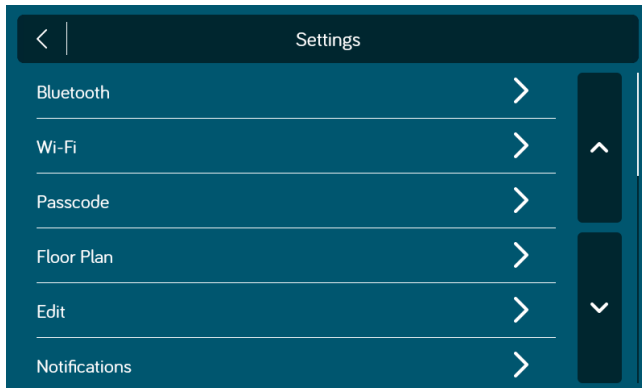 Settings
Bluetooth
Wi-Fi
Passcode
Floor Plan
Edit
Notifications